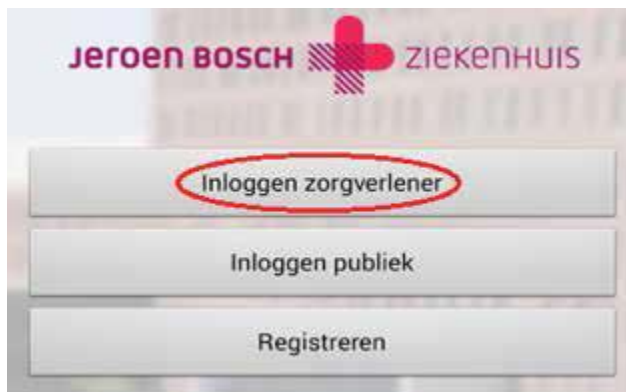 Jeroen Bosch ziekenhuis
Inloggen zorgverlener
Inloggen publiek
Registreren